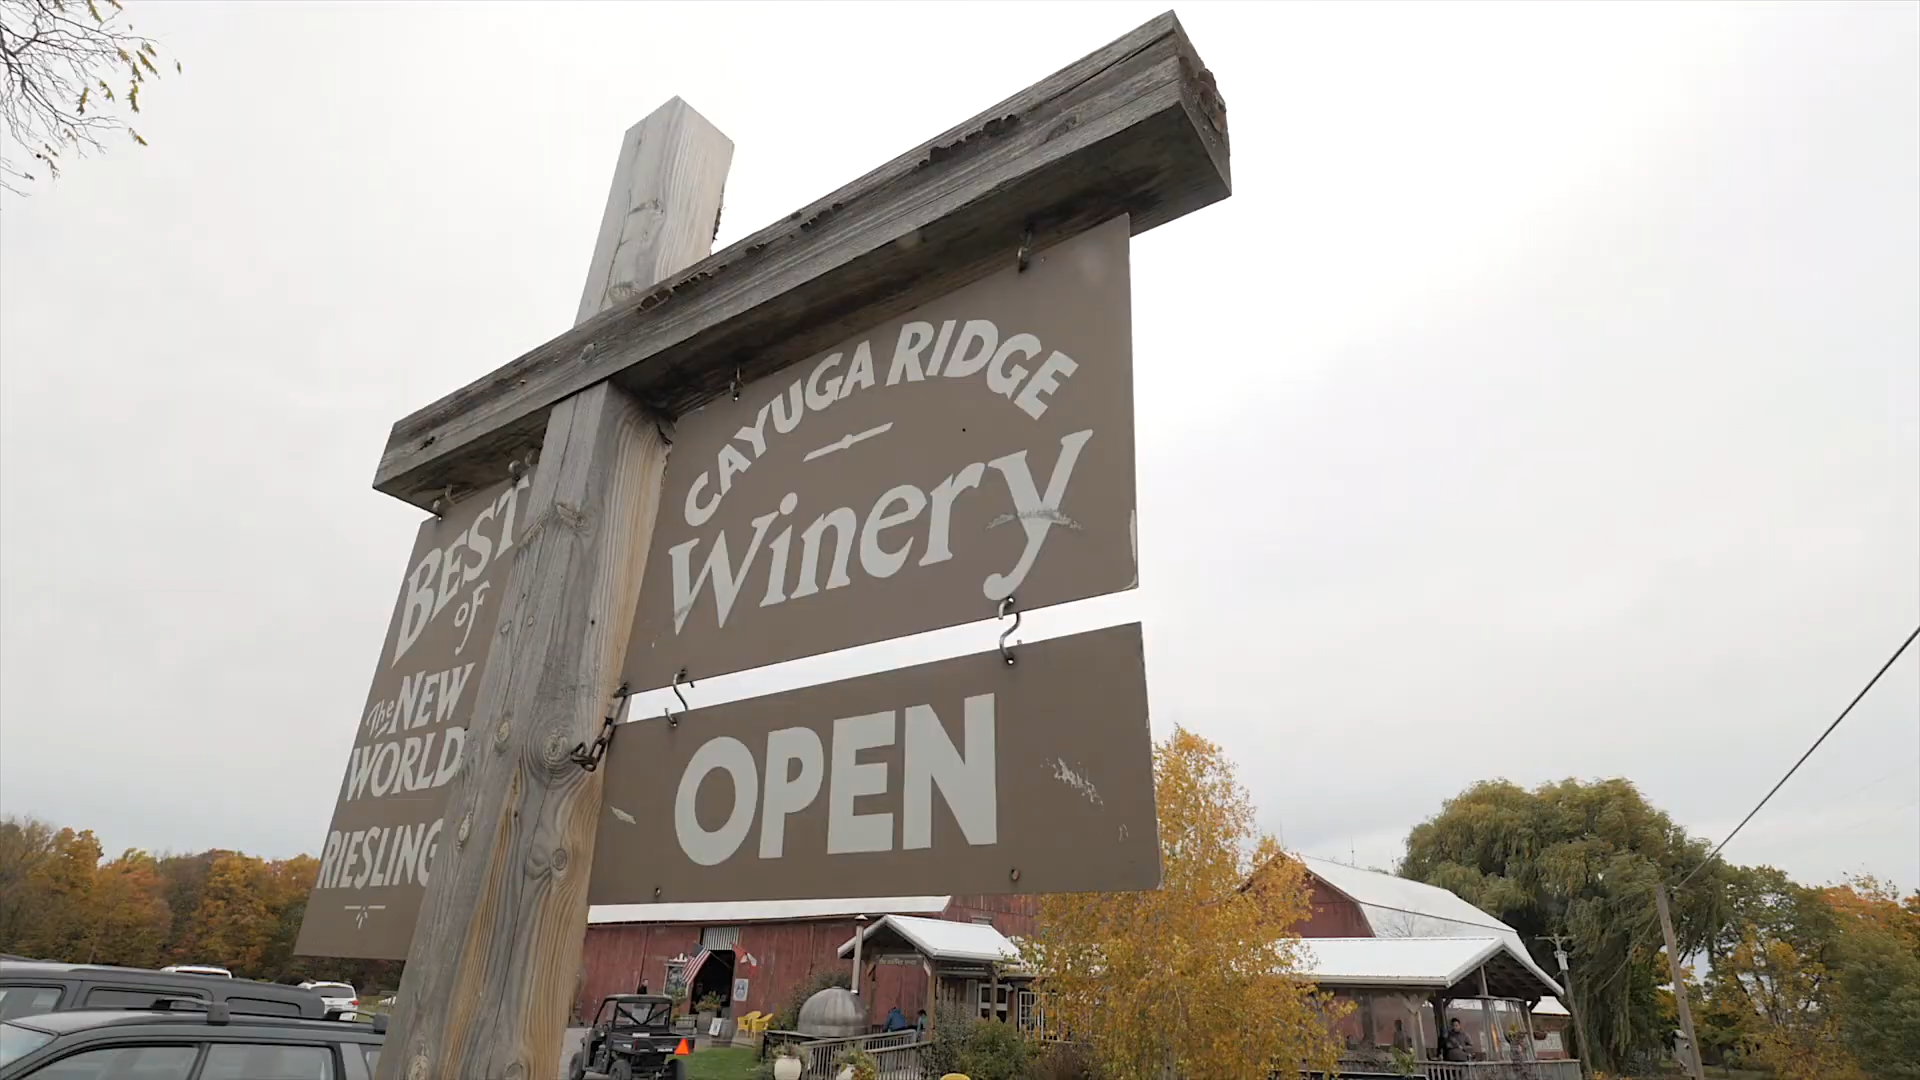 CAYUGA RIDGE
Winery
OPEN
BEST
OF
The NEW
WORLD
RIESLING